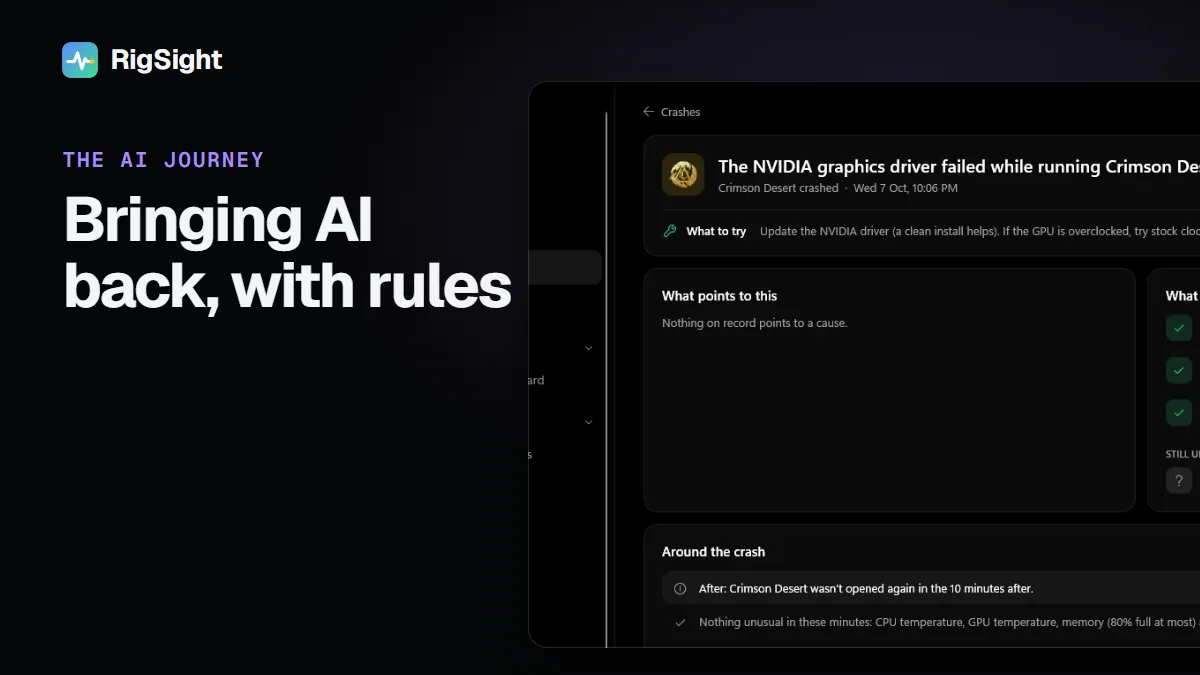 RigSight
THE AI JOURNEY
Bringing AI
back, with rules
Crashes
The NVIDIA graphics driver failed while running Crimson De
Crimson Desert crashed · Wed 7 Oct, 10:06 PM
What to try Update the NVIDIA driver (a clean install helps). If the GPU is overclocked, try stock cloc
What points to this
Nothing on record points to a cause.
What
ard
s
STILL U
?
Around the crash
After: Crimson Desert wasn't opened again in the 10 minutes after.
Nothing unusual in these minutes: CPU temperature, GPU temperature, memory (80% full at most)